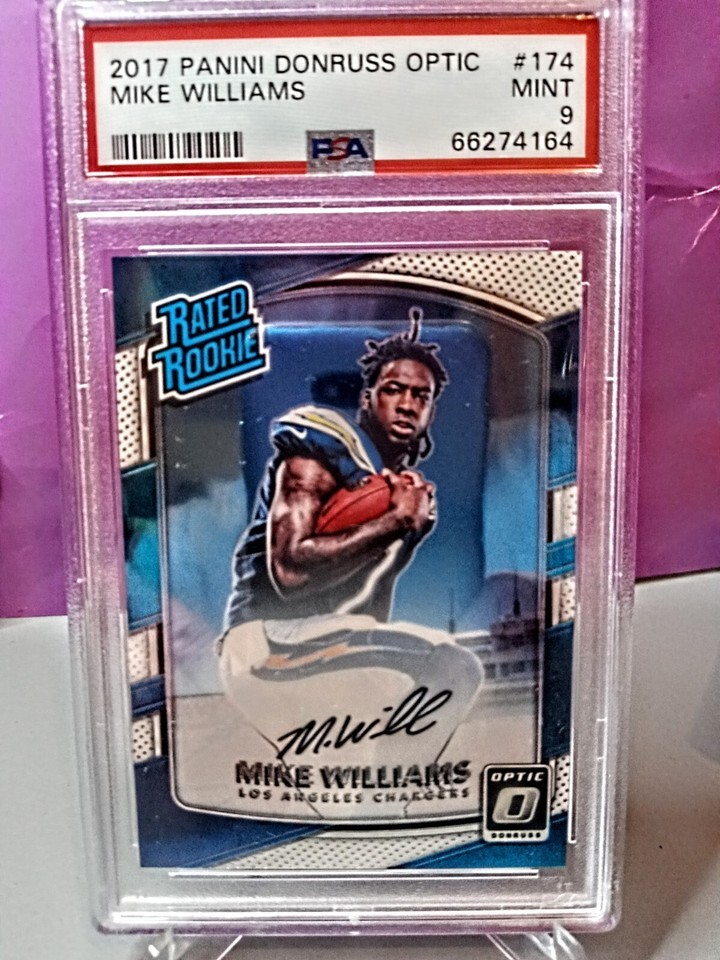 2017 PANINI DONRUSS OPTIC #174
MIKE WILLIAMS MINT
9
PSA 66274164
RATED
ROOKIE
M. Will
MIKE WILLIAMS
LOS ANGELES CHARGERS
OPTIC
O
DONRUSS